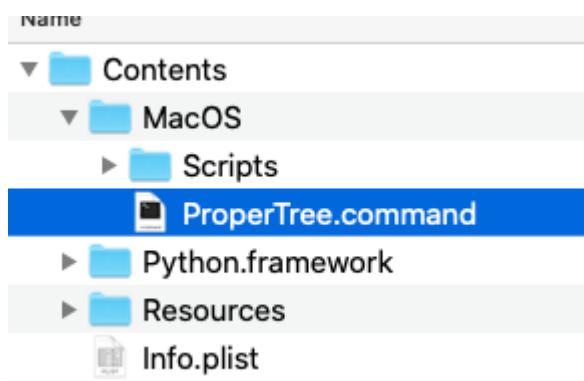 Name
Contents
MacOS
Scripts
ProperTree.command
Python.framework
Resources
Info.plist